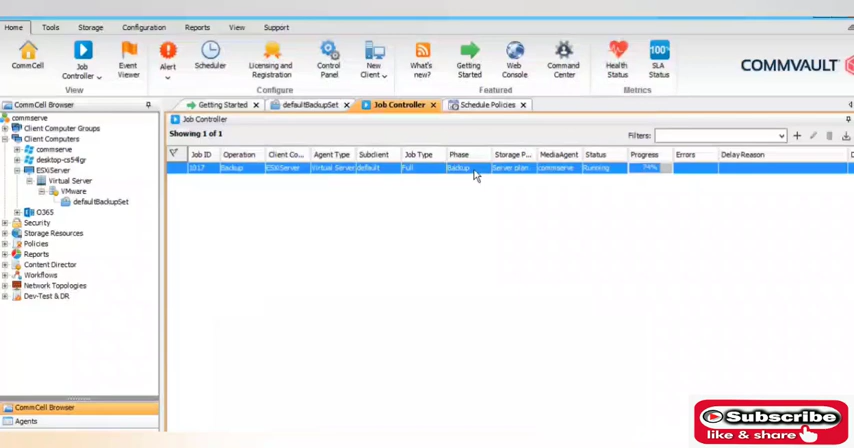 Home Tools Storage Configuration Reports View Support
CommCell
Job Controller
Event Viewer
Alert
Scheduler
Licensing and Registration
Control Panel
New Client
What's new?
Getting Started
Web Console
Command Center
Health Status
100%
SLA Status
View Featured Metrics
COMMVAULT
CommCell Browser
Getting Started defaultBackupSet Job Controller Schedule Policies
commserve
Job Controller
Client Computer Groups
Showing 1 of 1
Filters:
Client Computers
commserve
desktop-cs54lgr
ESXiServer
Virtual Server
VMware
defaultBackupSet
O365
Security
Storage Resources
Policies
Reports
Content Director
Workflows
Network Topologies
Dev-Test & DR
Job ID Operation Client Co... Agent Type Subclient Job Type Phase Storage P... MediaAgent Status Progress Errors Delay Reason
1017 Backup ESXiServer Virtual Server default Full Backup Server plan commserve Running 74%
CommCell Browser
Agents
Subscribe
like & share